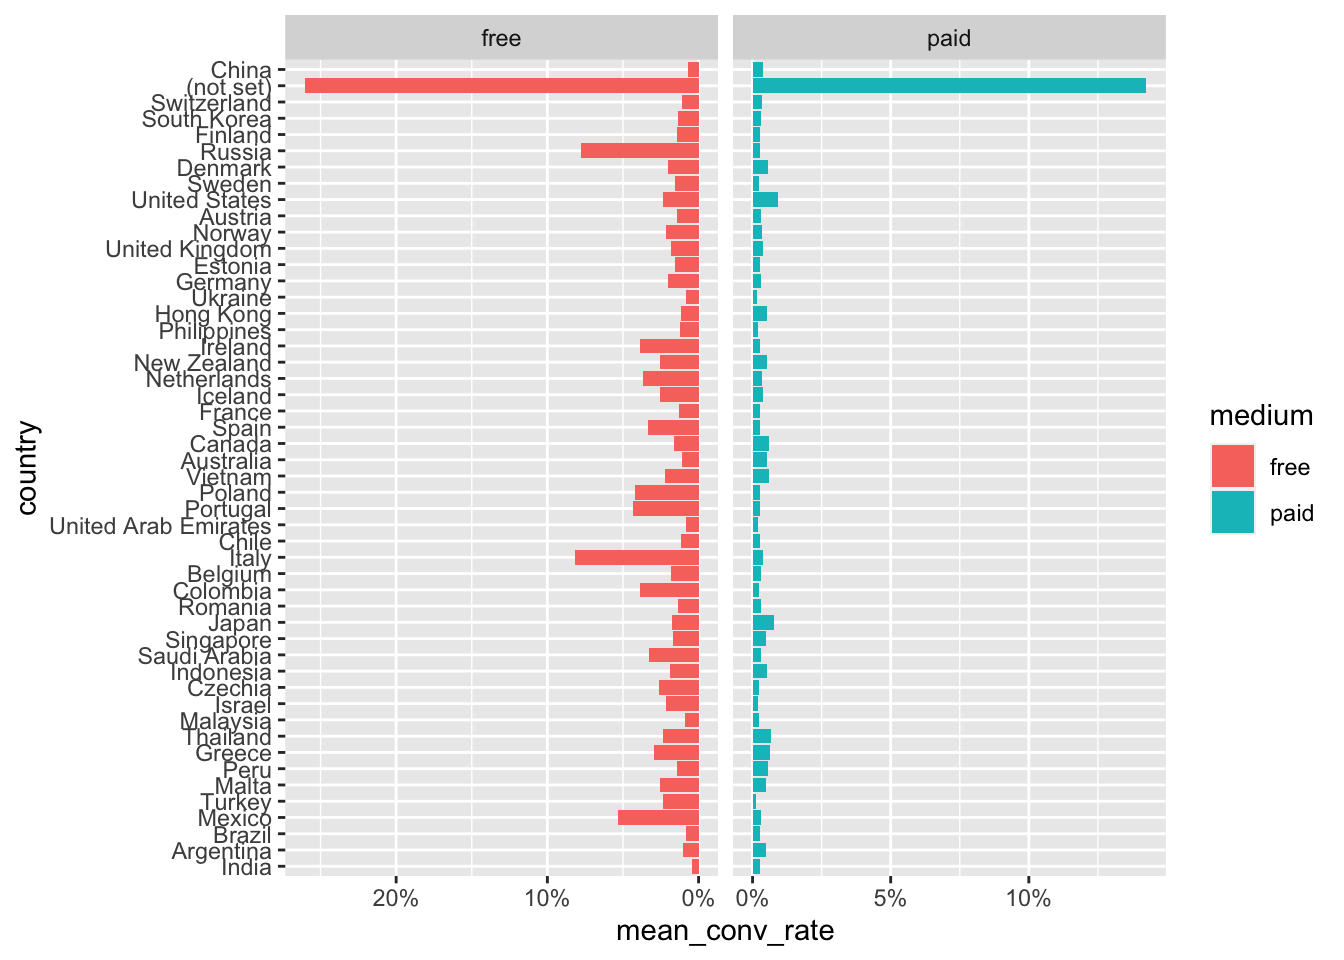 free
paid
China
(not set)
Switzerland
South Korea
Finland
Russia
Denmark
Sweden
United States
Austria
Norway
United Kingdom
Estonia
Germany
Ukraine
Hong Kong
Philippines
Ireland
New Zealand
Netherlands
Iceland
France
Spain
Canada
Australia
Vietnam
Poland
Portugal
United Arab Emirates
Chile
Italy
Belgium
Colombia
Romania
Japan
Singapore
Saudi Arabia
Indonesia
Czechia
Israel
Malaysia
Thailand
Greece
Peru
Malta
Turkey
Mexico
Brazil
Argentina
India
country
20% 10% 0% 0% 5% 10%
mean_conv_rate
medium
free
paid